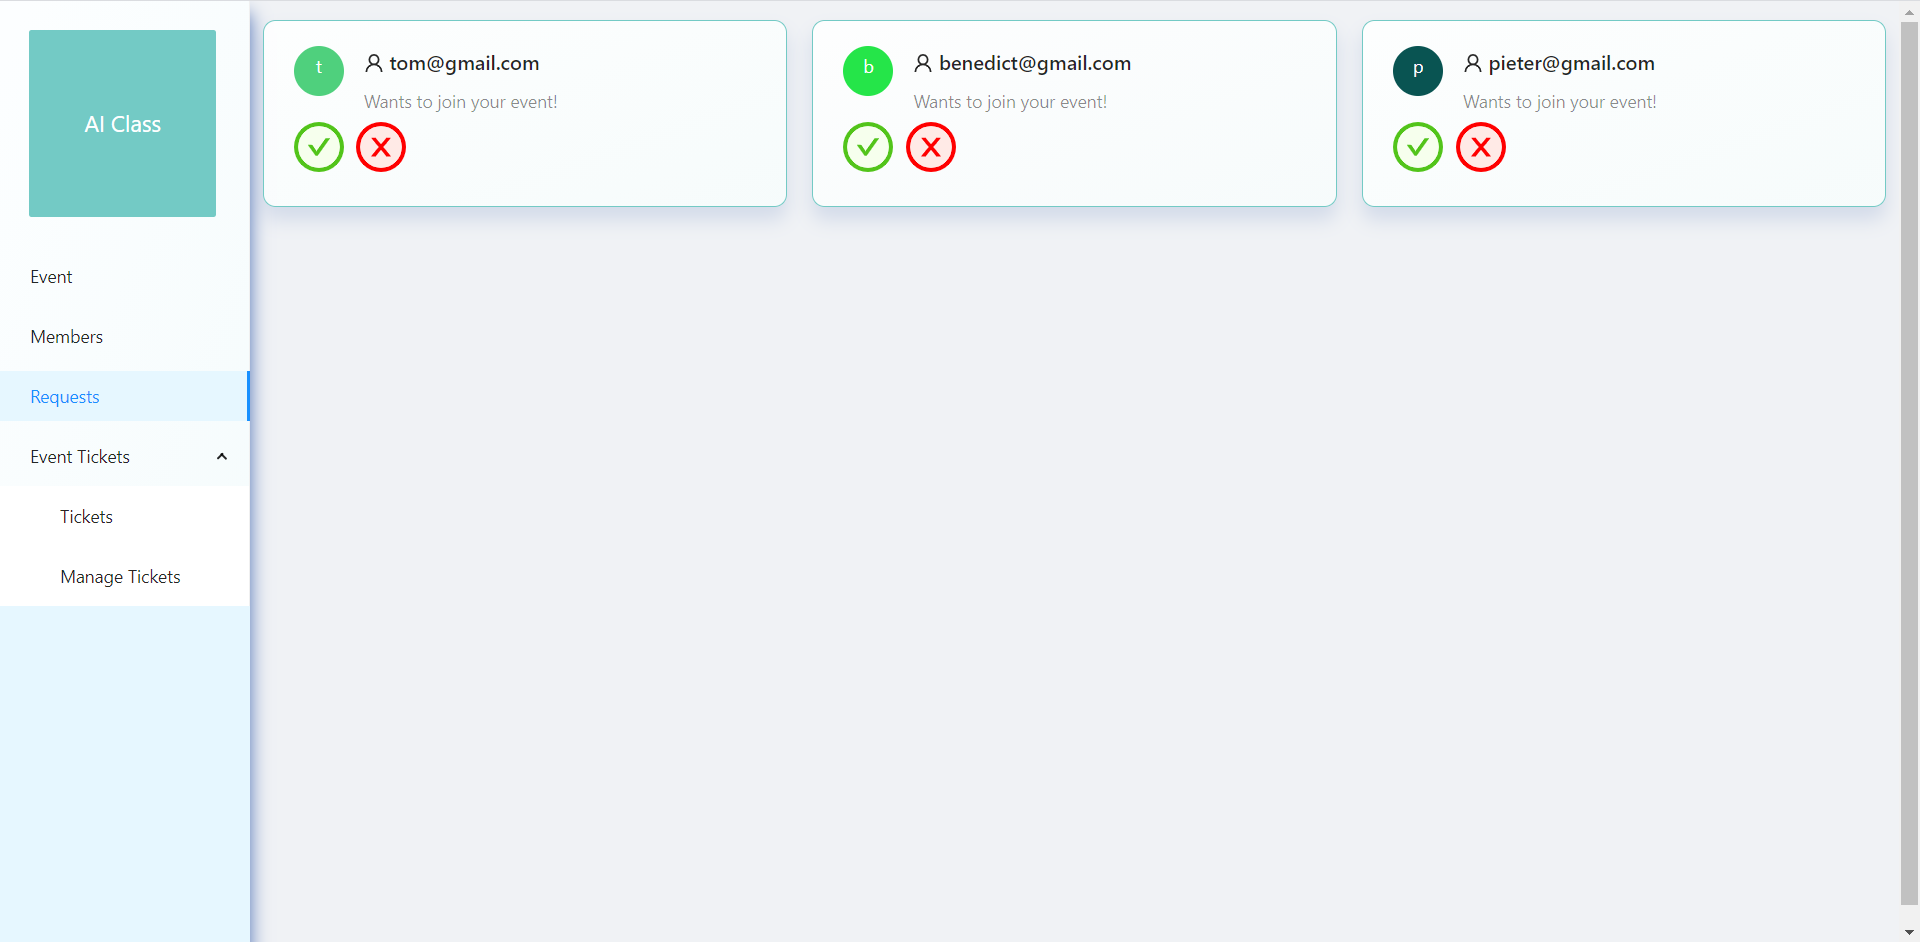 AI Class
Event
Members
Requests
Event Tickets
Tickets
Manage Tickets
t
tom@gmail.com
Wants to join your event!
b
benedict@gmail.com
Wants to join your event!
p
pieter@gmail.com
Wants to join your event!